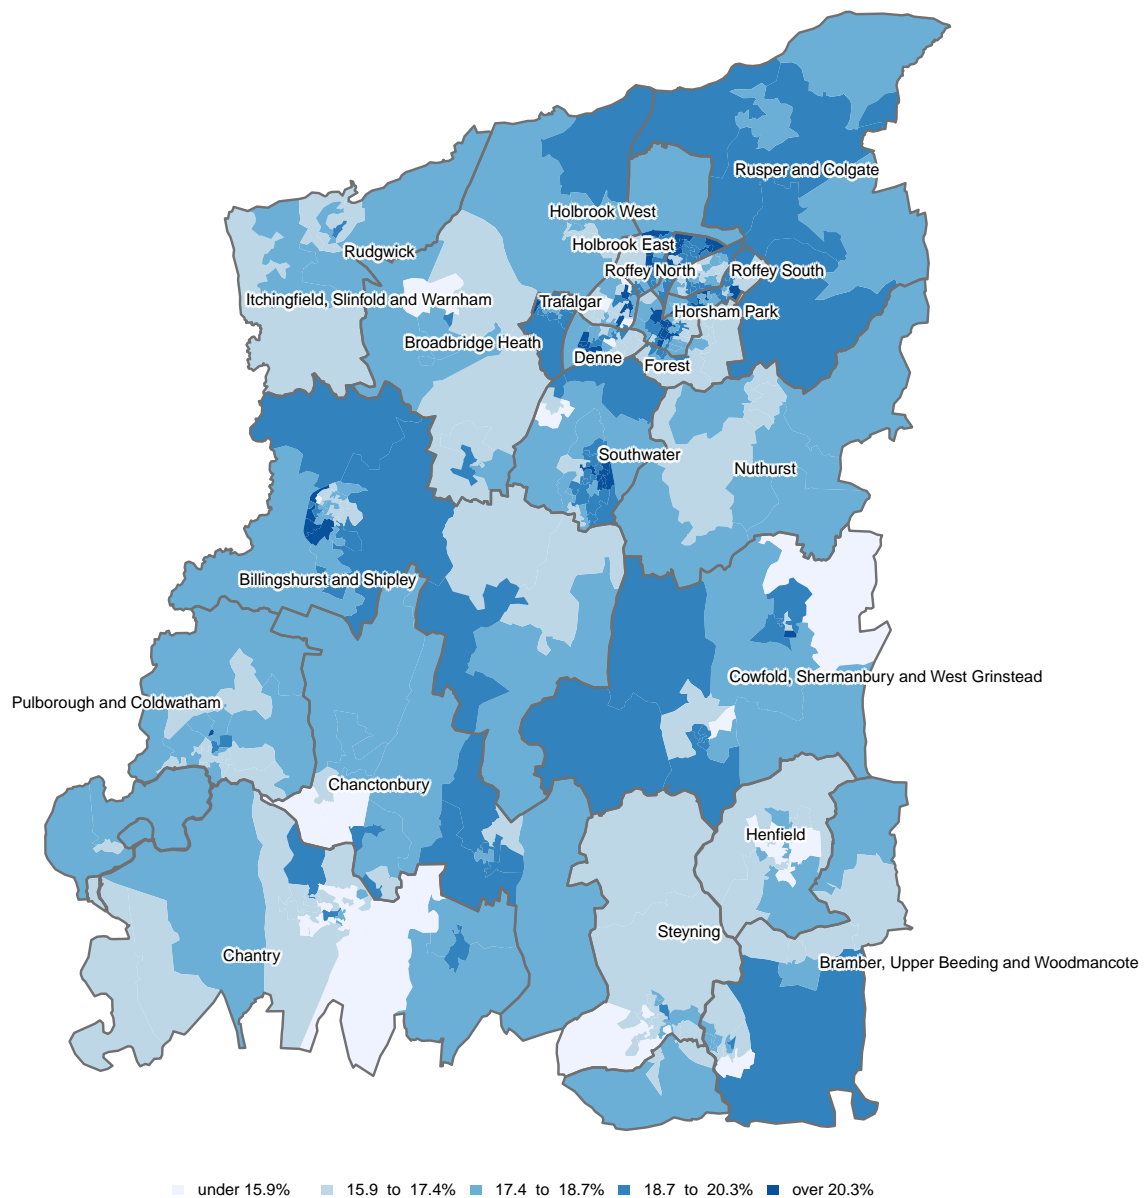 Rusper and Colgate
Holbrook West
Holbrook East
Rudgwick
Roffey North
Roffey South
Itchingfield, Slinfold and Warnham
Trafalgar
Horsham Park
Broadbridge Heath
Denne
Forest
Southwater
Nuthurst
Billingshurst and Shipley
Cowfold, Shermanbury and West Grinstead
Pulborough and Coldwatham
Chanctonbury
Henfield
Steyning
Chantry
Bramber, Upper Beeding and Woodmancote
under 15.9% 15.9 to 17.4% 17.4 to 18.7% 18.7 to 20.3% over 20.3%